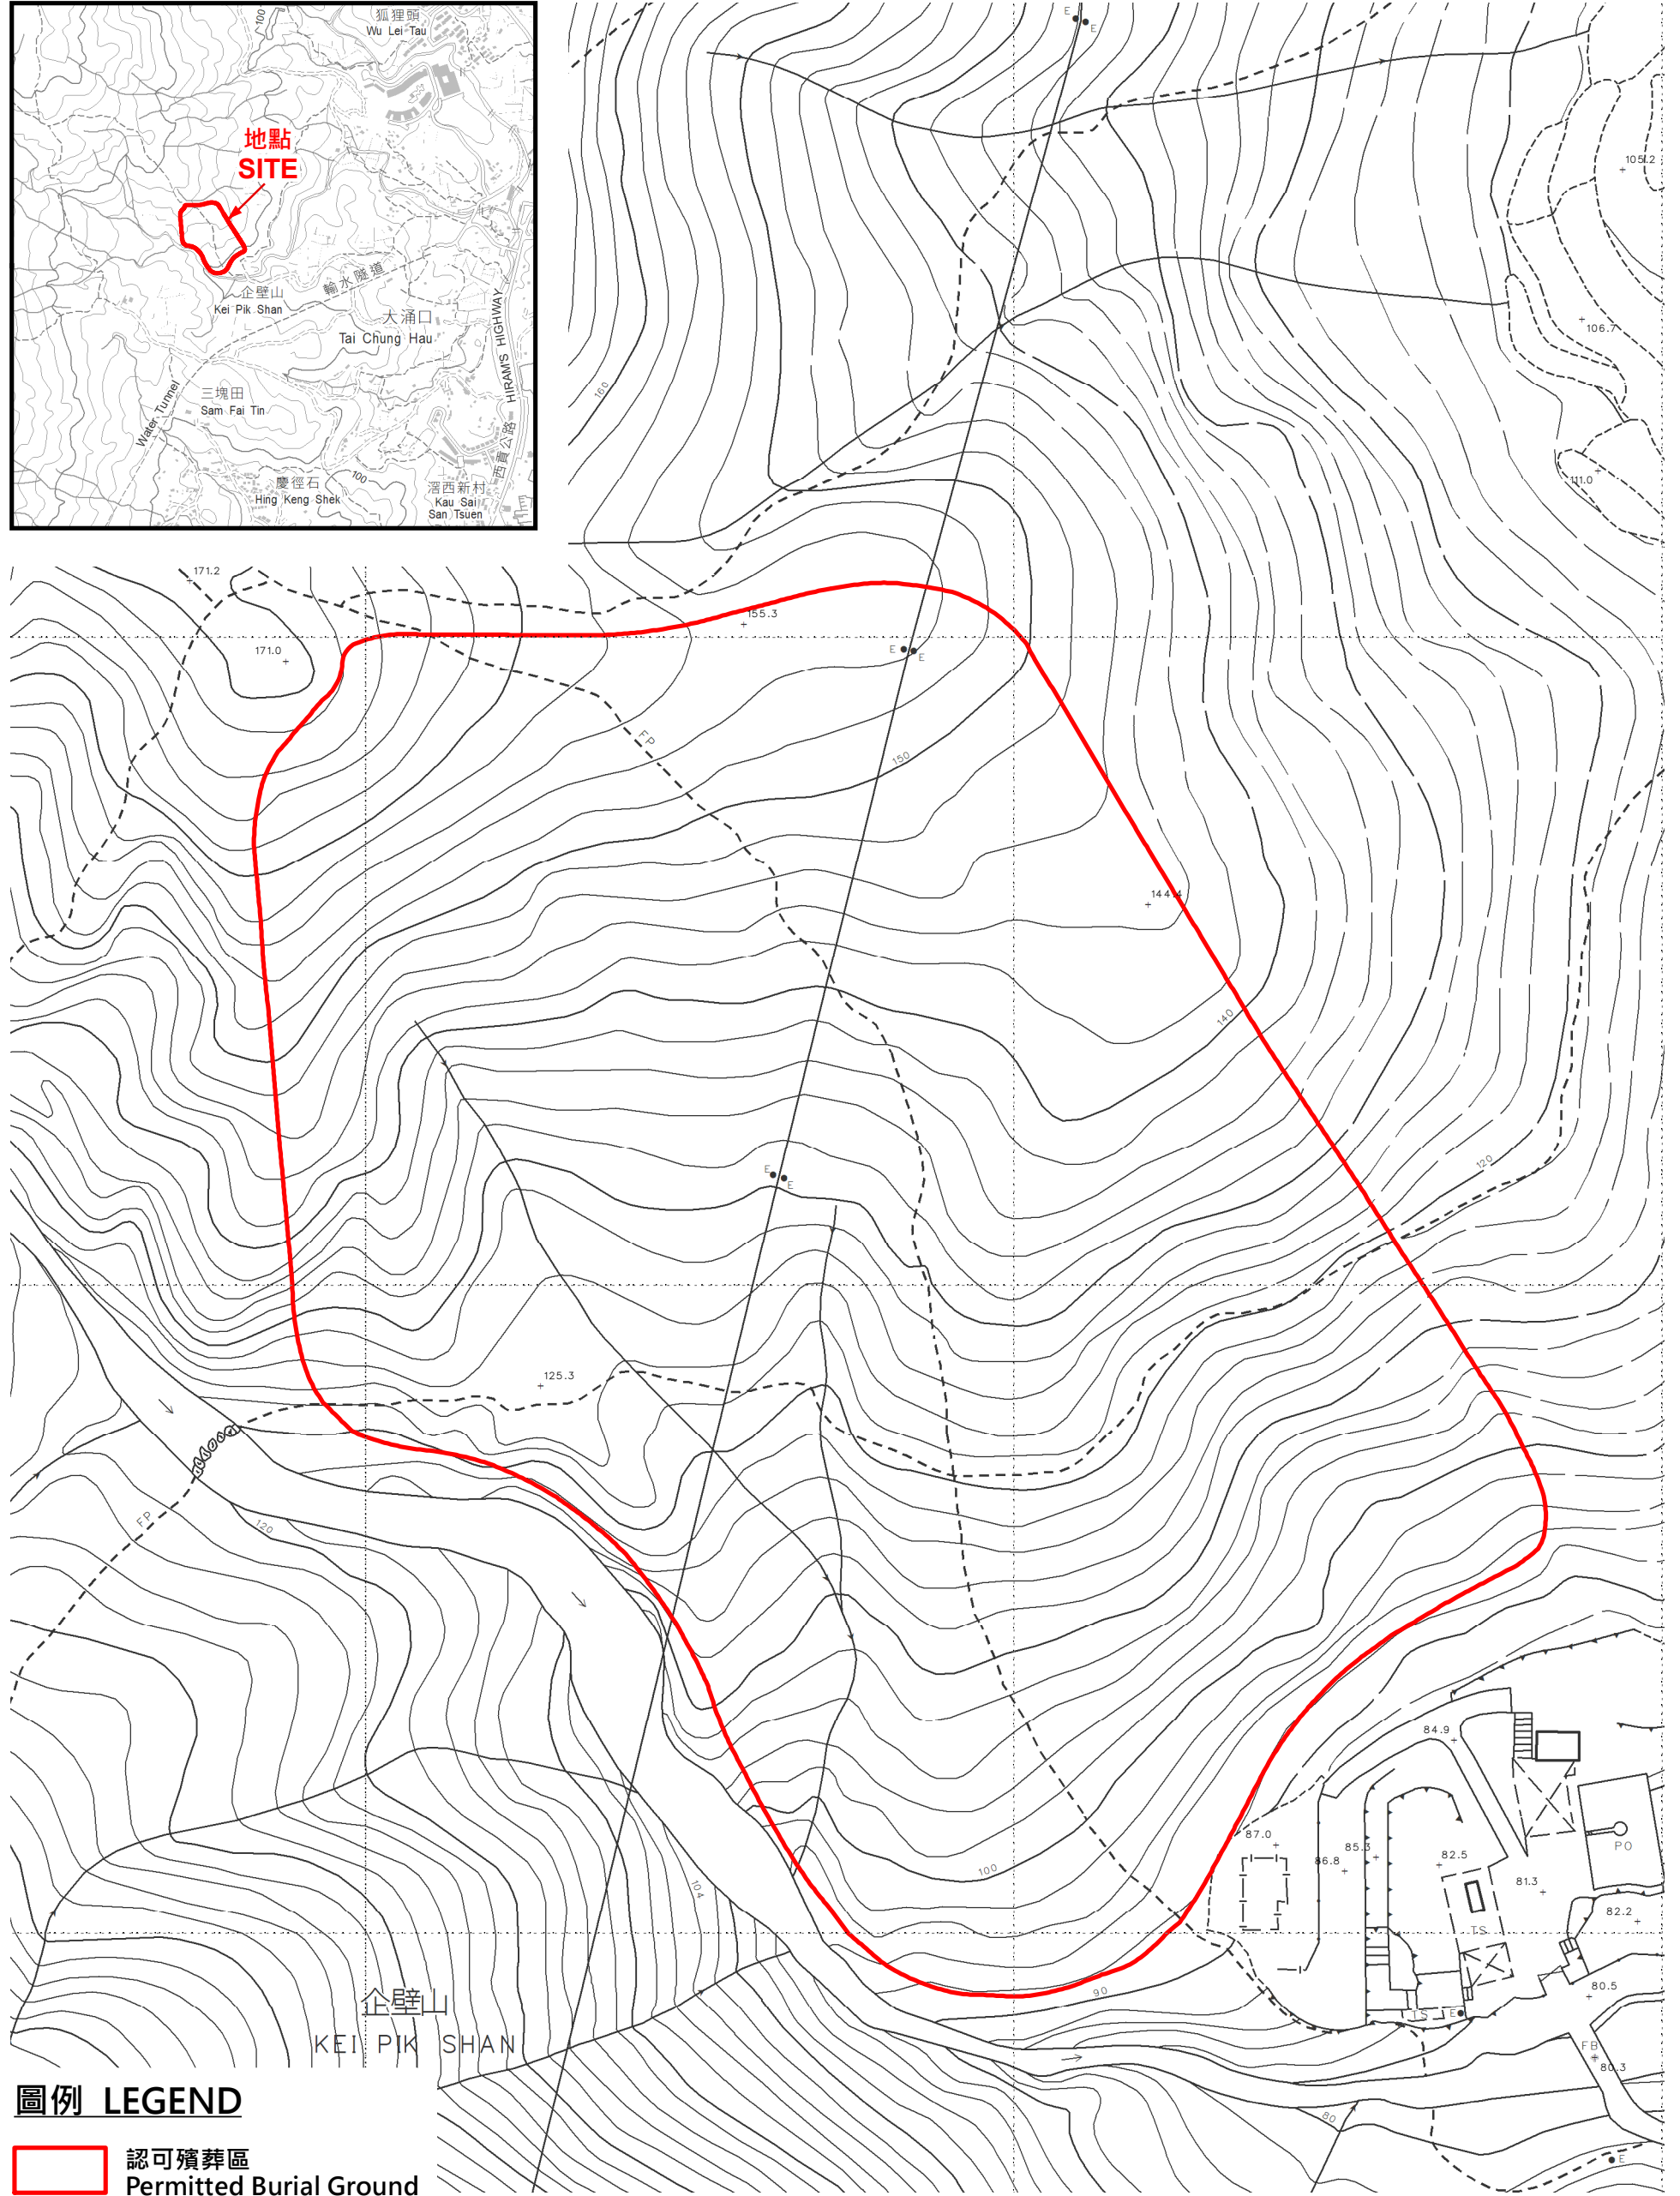 狐狸頭
Wu Lei Tau
100
地點
SITE
企壁山
Kei Pik Shan
輸水隧道
大涌口
Tai Chung Hau
HIRAM'S HIGHWAY
西貢公路
三塊田
Sam Fai Tin
Water Tunnel
慶徑石
Hing Keng Shek
100
滘西新村
Kau Sai
San Tsuen
E
E
105.2
106.7
111.0
160
171.2
171.0
155.3
E
E
FP
150
144.4
140
120
E
E
125.3
FP
120
104
100
90
84.9
87.0
86.8
85.3
82.5
81.3
82.2
80.5
80.3
PO
TS
TS
E
FB
80
E
企壁山
KEI PIK SHAN
圖例 LEGEND
認可殯葬區
Permitted Burial Ground